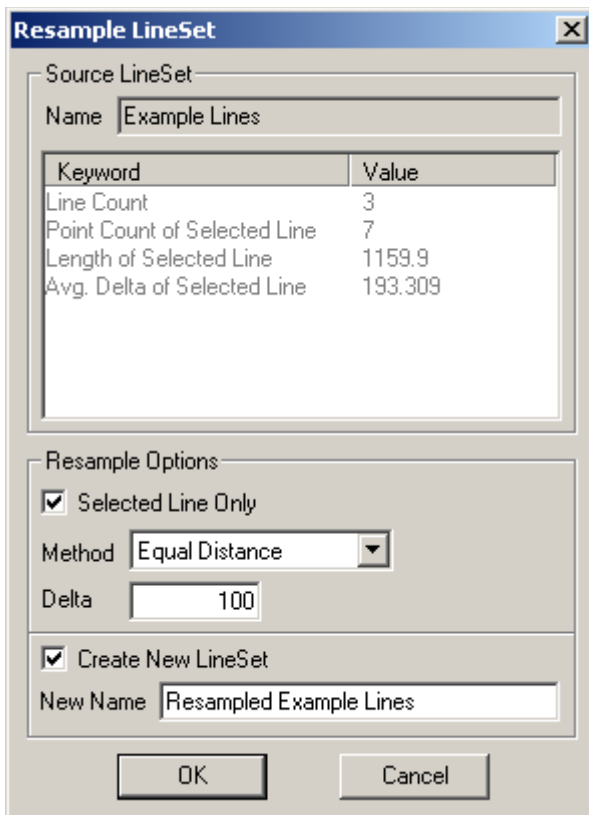 Resample LineSet
Source LineSet
Name Example Lines
Keyword Value
Line Count 3
Point Count of Selected Line 7
Length of Selected Line 1159.9
Avg. Delta of Selected Line 193.309
Resample Options
Selected Line Only
Method Equal Distance
Delta 100
Create New LineSet
New Name Resampled Example Lines
OK Cancel